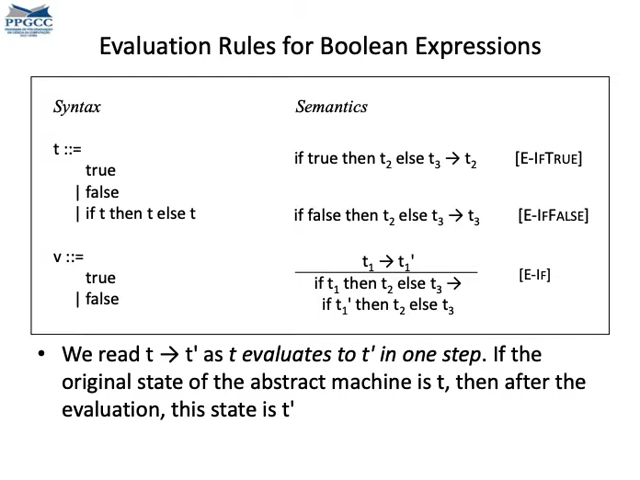 PPGCC
Evaluation Rules for Boolean Expressions
Syntax
t ::=
true
| false
| if t then t else t
v ::=
true
| false
Semantics
if true then t₂ else t₃ → t₂ [E-IFTRUE]
if false then t₂ else t₃ → t₃ [E-IFFALSE]
t₁ → t₁'
if t₁ then t₂ else t₃ →
if t₁' then t₂ else t₃
[E-IF]
• We read t → t' as t evaluates to t' in one step. If the
original state of the abstract machine is t, then after the
evaluation, this state is t'